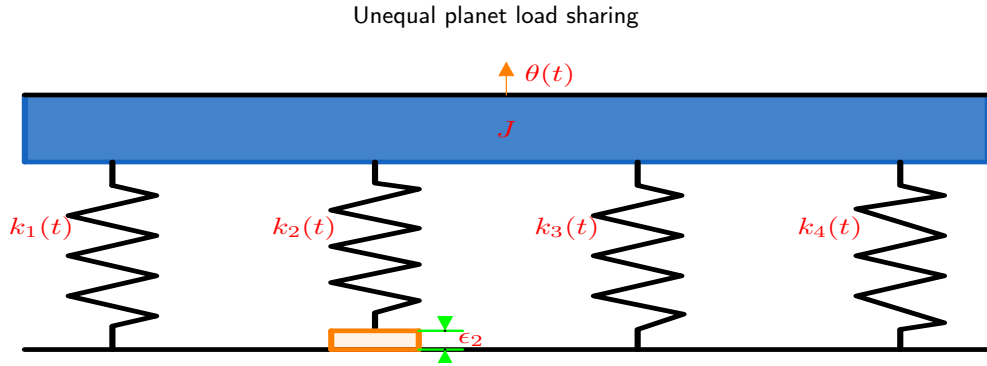 Unequal planet load sharing
θ(t)
J
k₁(t) k₂(t) k₃(t) k₄(t)
ϵ₂